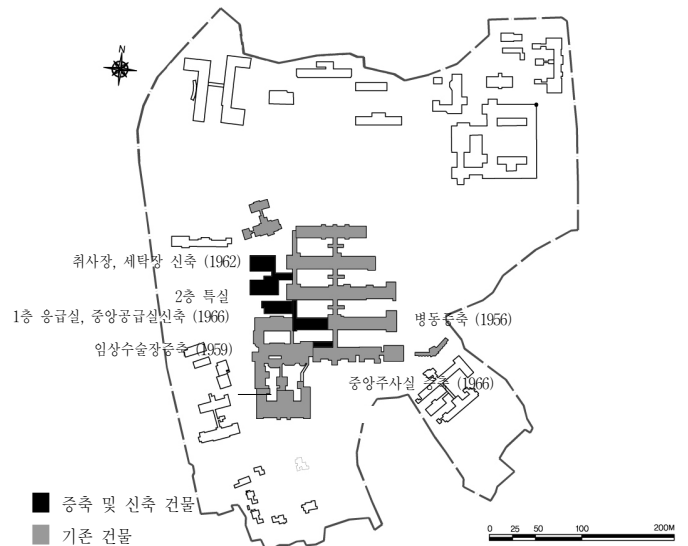 N
취사장, 세탁장 신축 (1962)
2층 특실
1층 응급실, 중앙공급실신축 (1966)
병동증축 (1956)
임상수술장증축 (1959)
중앙주사실 증축 (1966)
증축 및 신축 건물
기존 건물
0 25 50 100 200M